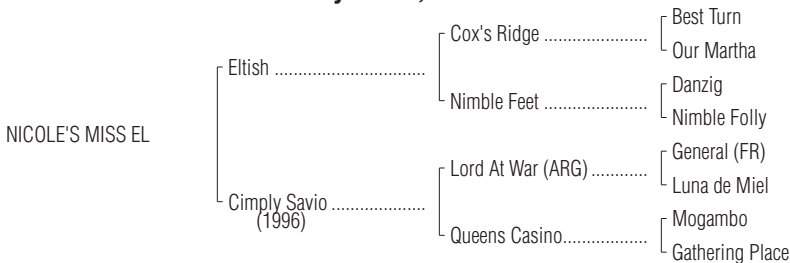 Best Turn
Cox's Ridge ............................
Our Martha
Eltish .................................
Danzig
Nimble Feet ......................
Nimble Folly
NICOLE'S MISS EL
General (FR)
Lord At War (ARG) ............
Luna de Miel
Cimply Savio ....................
(1996)
Mogambo
Queens Casino..................
Gathering Place